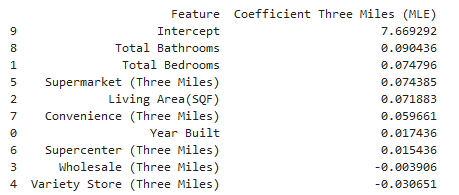 Feature Coefficient Three Miles (MLE)
9 Intercept 7.669292
8 Total Bathrooms 0.090436
1 Total Bedrooms 0.074796
5 Supermarket (Three Miles) 0.074385
2 Living Area(SQF) 0.071883
7 Convenience (Three Miles) 0.059661
0 Year Built 0.017436
6 Supercenter (Three Miles) 0.015436
3 Wholesale (Three Miles) -0.003906
4 Variety Store (Three Miles) -0.030651